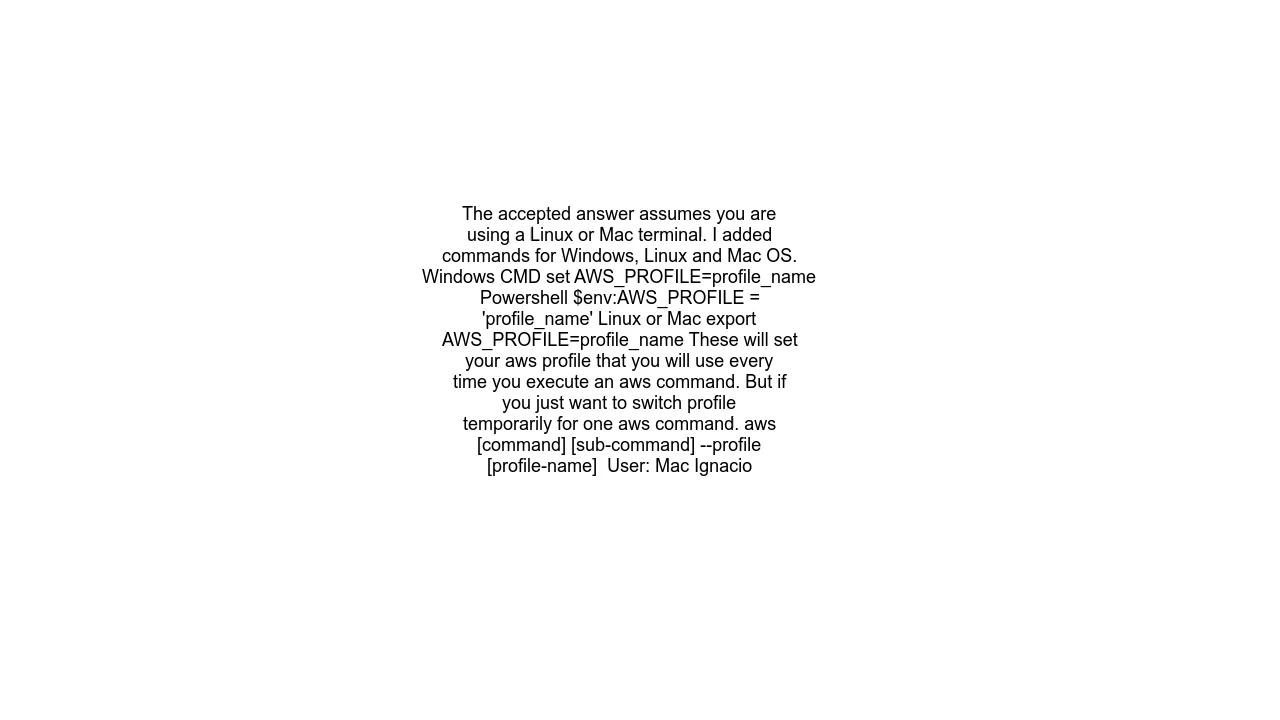 The accepted answer assumes you are
using a Linux or Mac terminal. I added
commands for Windows, Linux and Mac OS.
Windows CMD set AWS_PROFILE=profile_name
Powershell $env:AWS_PROFILE =
'profile_name' Linux or Mac export
AWS_PROFILE=profile_name These will set
your aws profile that you will use every
time you execute an aws command. But if
you just want to switch profile
temporarily for one aws command. aws
[command] [sub-command] --profile
[profile-name]  User: Mac Ignacio